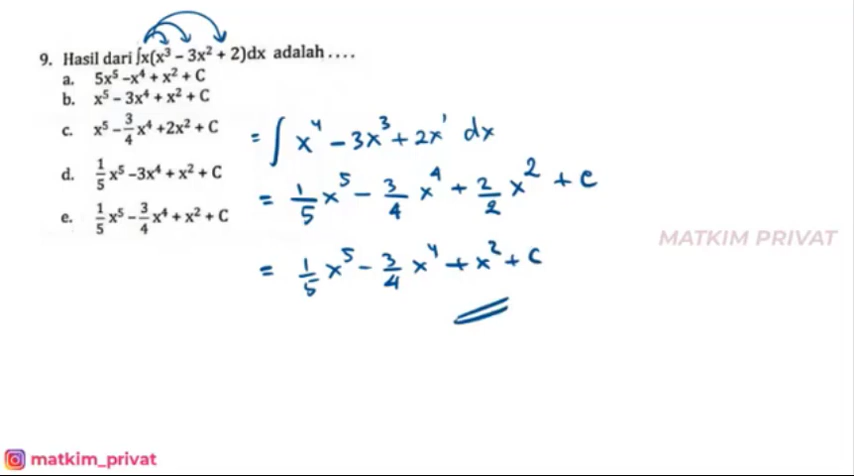 9. Hasil dari ∫x(x³ – 3x² + 2)dx adalah ....
a. 5x⁵ –x⁴ + x² + C
b. x⁵ – 3x⁴ + x² + C
c. x⁵ – 3/4 x⁴ +2x² + C
d. 1/5 x⁵ –3x⁴ + x² + C
e. 1/5 x⁵ – 3/4 x⁴ + x² + C
= ∫ x⁴ – 3x³ + 2x¹ dx
= 1/5 x⁵ – 3/4 x⁴ + 2/2 x² + c
= 1/5 x⁵ – 3/4 x⁴ + x² + C
MATKIM PRIVAT
matkim_privat